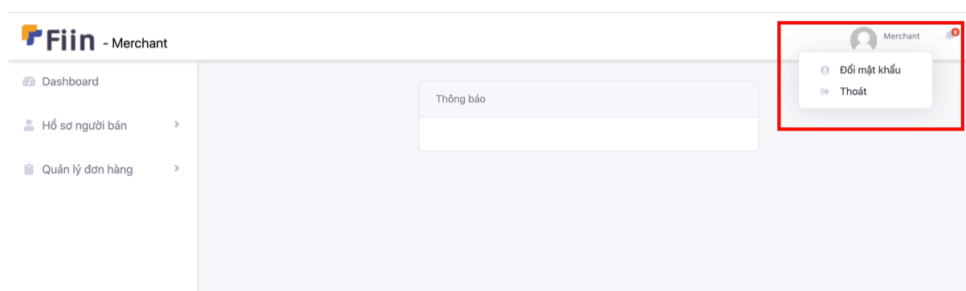 Fiin - Merchant
Merchant
0
Dashboard
Hồ sơ người bán
Quản lý đơn hàng
Thông báo
Đổi mật khẩu
Thoát